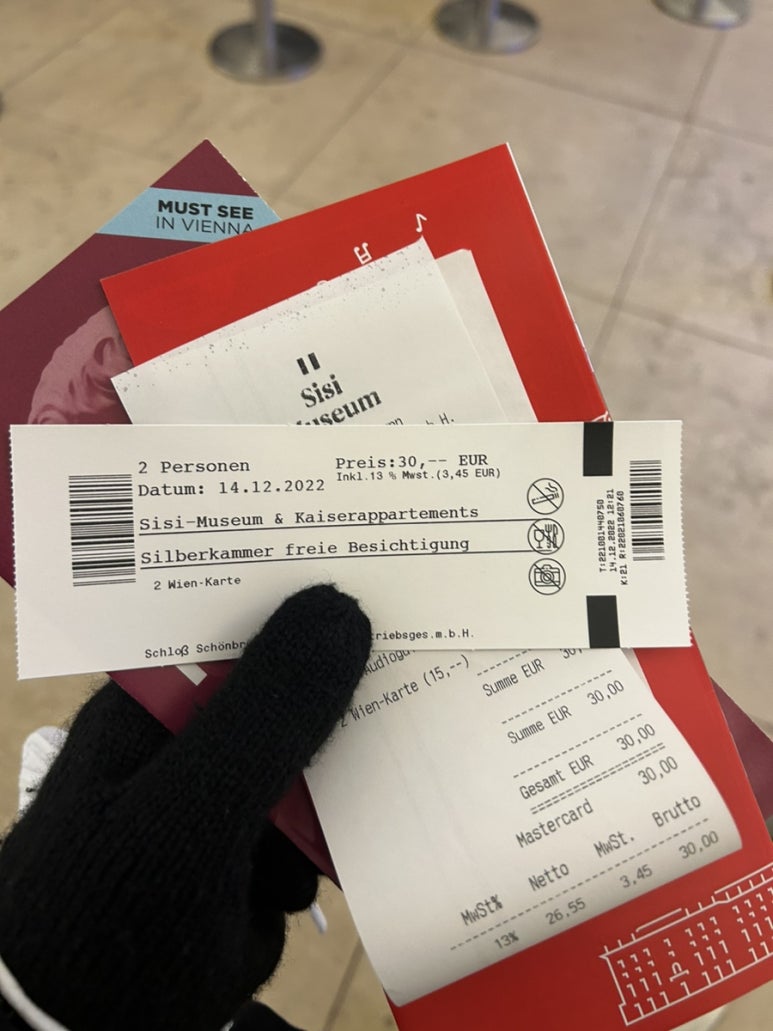 MUST SEE
IN VIENNA
Sisi
Museum
b.H.
2 Personen
Preis:30,-- EUR
Datum: 14.12.2022
Inkl.13 % Mwst.(3,45 EUR)
Sisi-Museum & Kaiserappartements
Silberkammer freie Besichtigung
2 Wien-Karte
Schloß Schönbr
triebsges.m.b.H.
T:221001440750
14.12.2022 12:21
K:21 R:22021060760
Audiogu
2 Wien-Karte (15,--)
Summe EUR 30,
Summe EUR 30,00
Gesamt EUR 30,00
Mastercard 30,00
MwSt% Netto MwSt. Brutto
13% 26,55 3,45 30,00